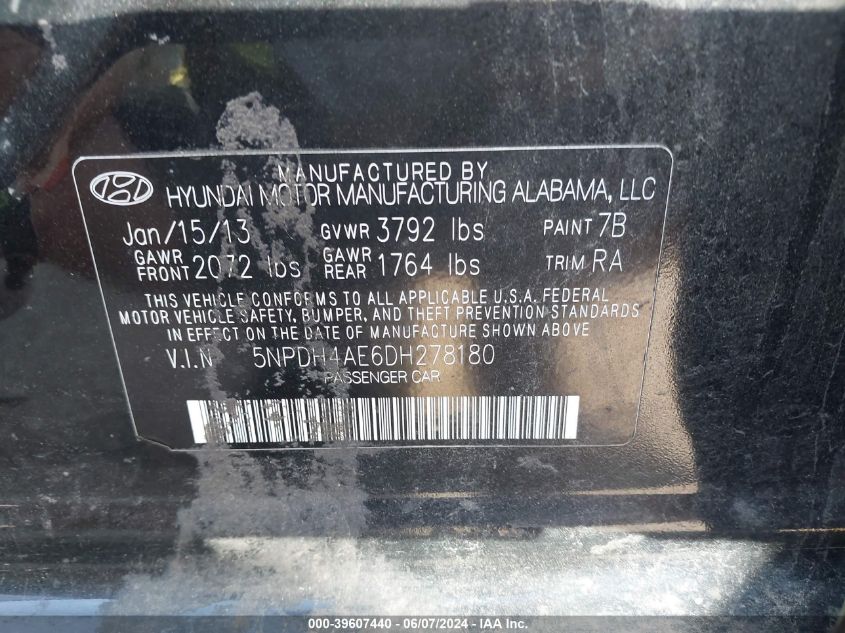 MANUFACTURED BY
HYUNDAI MOTOR MANUFACTURING ALABAMA, LLC
Jan/15/13 GVWR 3792 lbs PAINT 7B
GAWR FRONT 2072 lbs GAWR REAR 1764 lbs TRIM RA
THIS VEHICLE CONFORMS TO ALL APPLICABLE U.S.A. FEDERAL
MOTOR VEHICLE SAFETY, BUMPER, AND THEFT PREVENTION STANDARDS
IN EFFECT ON THE DATE OF MANUFACTURE SHOWN ABOVE
V.I.N 5NPDH4AE6DH278180
PASSENGER CAR
000-39607440 - 06/07/2024 - IAA Inc.